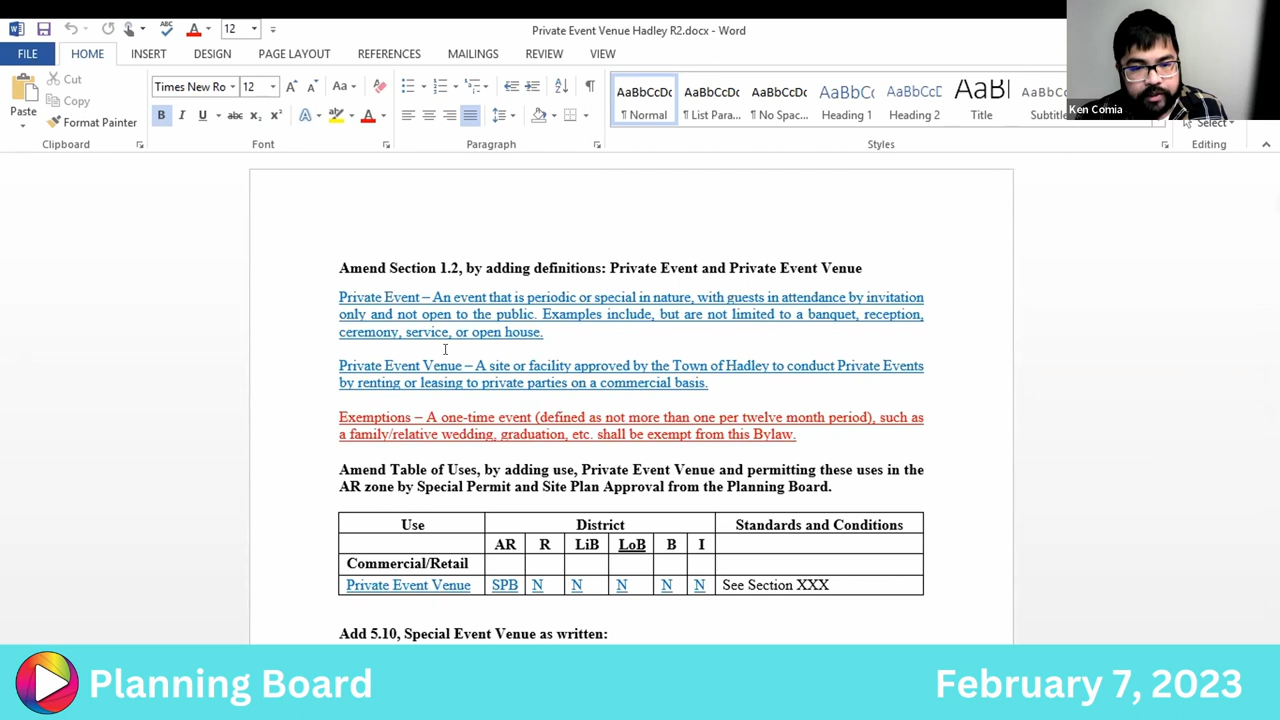 Private Event Venue Hadley R2.docx - Word
12
FILE HOME INSERT DESIGN PAGE LAYOUT REFERENCES MAILINGS REVIEW VIEW
Ken Comia
Paste
Cut
Copy
Format Painter
Clipboard
Times New Ro 12
Font
Paragraph
AaBbCcDc AaBbCcDc AaBbCcDc AaBbC AaBbCcD AaBl AaBbCc
¶ Normal ¶ List Para... ¶ No Spac... Heading 1 Heading 2 Title Subtitl
Styles
Select
Editing
Amend Section 1.2, by adding definitions: Private Event and Private Event Venue
Private Event – An event that is periodic or special in nature, with guests in attendance by invitation
only and not open to the public. Examples include, but are not limited to a banquet, reception,
ceremony, service, or open house.
Private Event Venue – A site or facility approved by the Town of Hadley to conduct Private Events
by renting or leasing to private parties on a commercial basis.
Exemptions – A one-time event (defined as not more than one per twelve month period), such as
a family/relative wedding, graduation, etc. shall be exempt from this Bylaw.
Amend Table of Uses, by adding use, Private Event Venue and permitting these uses in the
AR zone by Special Permit and Site Plan Approval from the Planning Board.
Use District Standards and Conditions
AR R LiB LoB B I
Commercial/Retail
Private Event Venue SPB N N N N N See Section XXX
Add 5.10, Special Event Venue as written:
Planning Board February 7, 2023